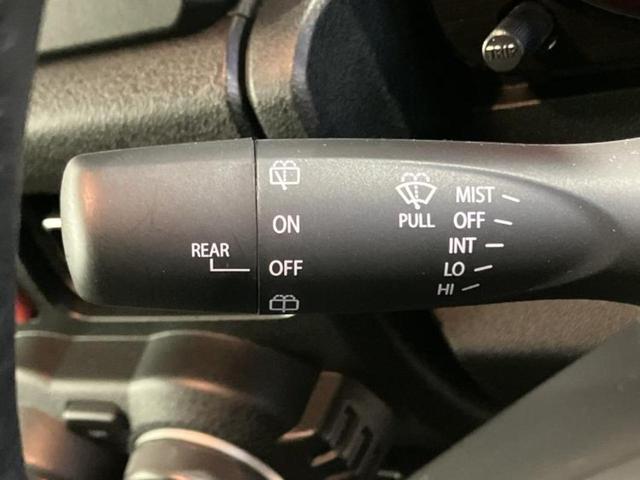 TRIP
MIST
OFF
PULL
INT
LO
HI
ON
REAR
OFF